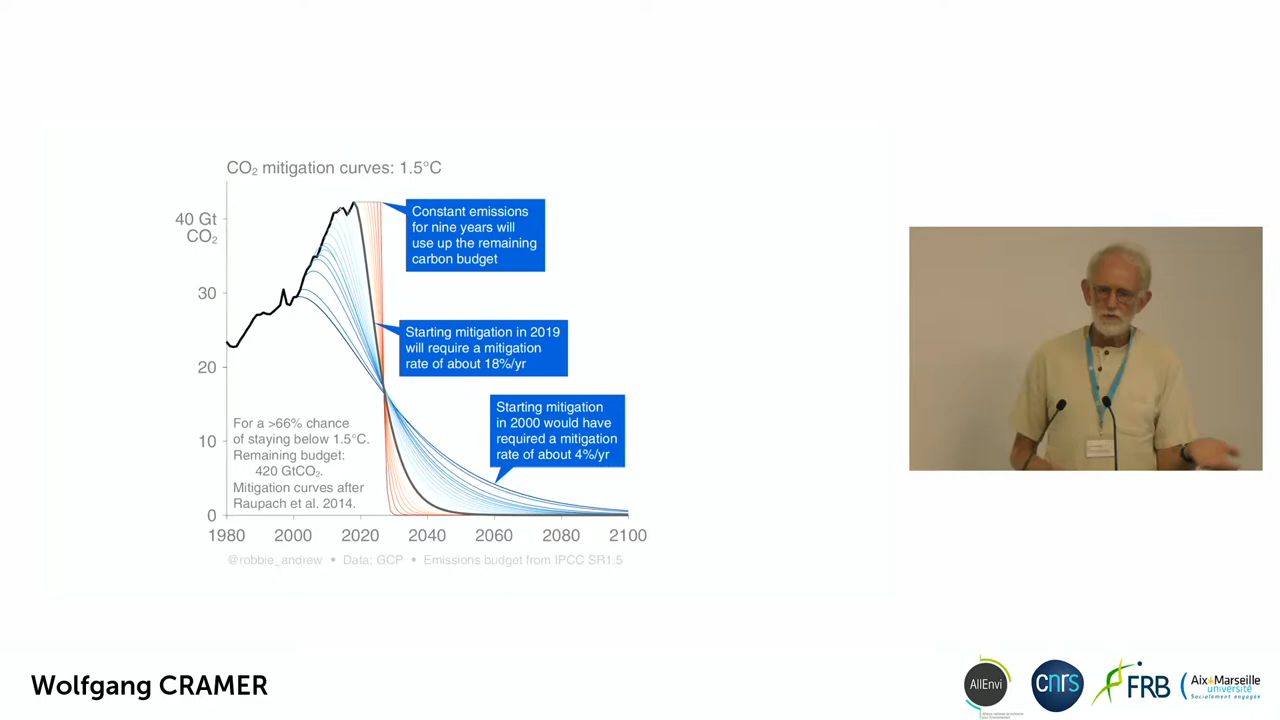 CO₂ mitigation curves: 1.5°C
40 Gt
CO₂
30
20
10
0
1980 2000 2020 2040 2060 2080 2100
Constant emissions
for nine years will
use up the remaining
carbon budget
Starting mitigation in 2019
will require a mitigation
rate of about 18%/yr
Starting mitigation
in 2000 would have
required a mitigation
rate of about 4%/yr
For a >66% chance
of staying below 1.5°C.
Remaining budget:
420 GtCO₂.
Mitigation curves after
Raupach et al. 2014.
@robbie_andrew • Data: GCP • Emissions budget from IPCC SR1.5
Wolfgang CRAMER
AllEnvi
cnrs
FRB
Aix Marseille
université
Socialement engagée